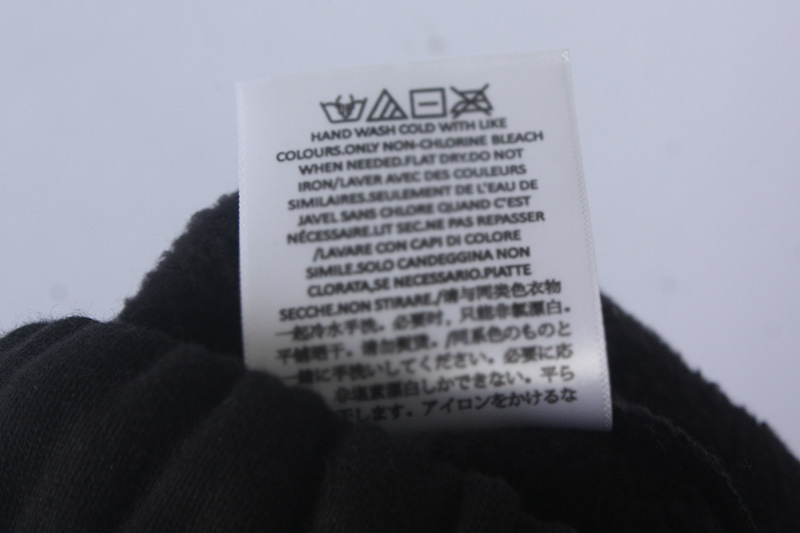 HAND WASH COLD WITH LIKE
COLOURS.ONLY NON-CHLORINE BLEACH
WHEN NEEDED.FLAT DRY.DO NOT
IRON/LAVER AVEC DES COULEURS
SIMILAIRES.SEULEMENT DE L'EAU DE
JAVEL SANS CHLORE QUAND C'EST
NÉCESSAIRE.LIT SEC.NE PAS REPASSER
/LAVARE CON CAPI DI COLORE
SIMILE.SOLO CANDEGGINA NON
CLORATA,SE NECESSARIO.PIATTE
SECCHE.NON STIRARE./请与同类色衣物
一起冷水手洗。必要时，只能非氯漂白。
平铺晒干。请勿熨烫。/同系色のものと
一緒に手洗いしてください。必要に応
非塩素漂白しかできない。平ら
干します。アイロンをかけるな